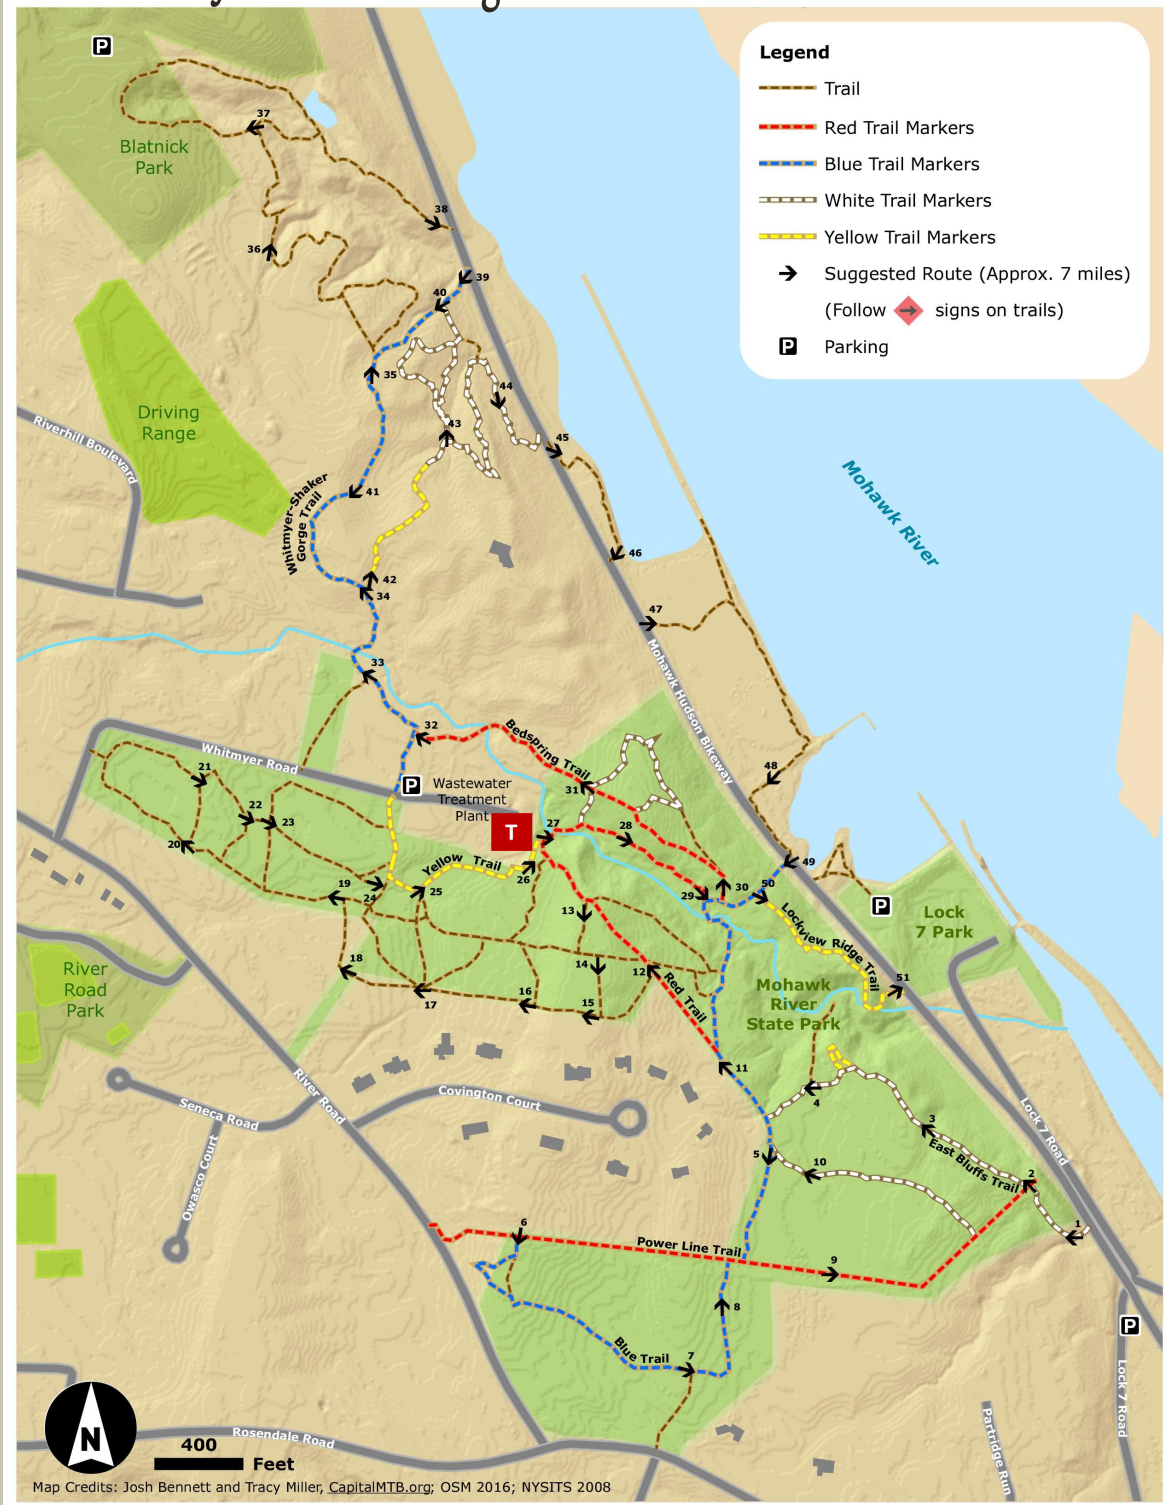 Legend
Trail
Red Trail Markers
Blue Trail Markers
White Trail Markers
Yellow Trail Markers
Suggested Route (Approx. 7 miles)
(Follow signs on trails)
P Parking
P
37
Blatnick
Park
38
36
39
40
35
44
Driving
Range
43
45
Riverhill Boulevard
Mohawk River
41
Whitmyer-Shaker
Gorge Trail
46
42
34
47
33
Mohawk Hudson Bikeway
32
Bedspring Trail
Whitmyer Road
21
P
Wastewater
Treatment
Plant
31
48
22
23
T
27
28
20
Yellow Trail
26
49
19
24
25
29
30
50
P
13
Lockview Ridge Trail
Lock
7 Park
18
14
12
River
Road
Park
17
16
15
Red Trail
51
Mohawk
River
State Park
11
4
River Road
Seneca Road
Covington Court
Lock 7 Road
3
East Bluffs Trail
5
10
2
Owasco Court
1
6
Power Line Trail
9
8
P
Blue Trail
7
Lock 7 Road
N
400
Feet
Rosendale Road
Partridge Run
Map Credits: Josh Bennett and Tracy Miller, CapitalMTB.org; OSM 2016; NYSITS 2008